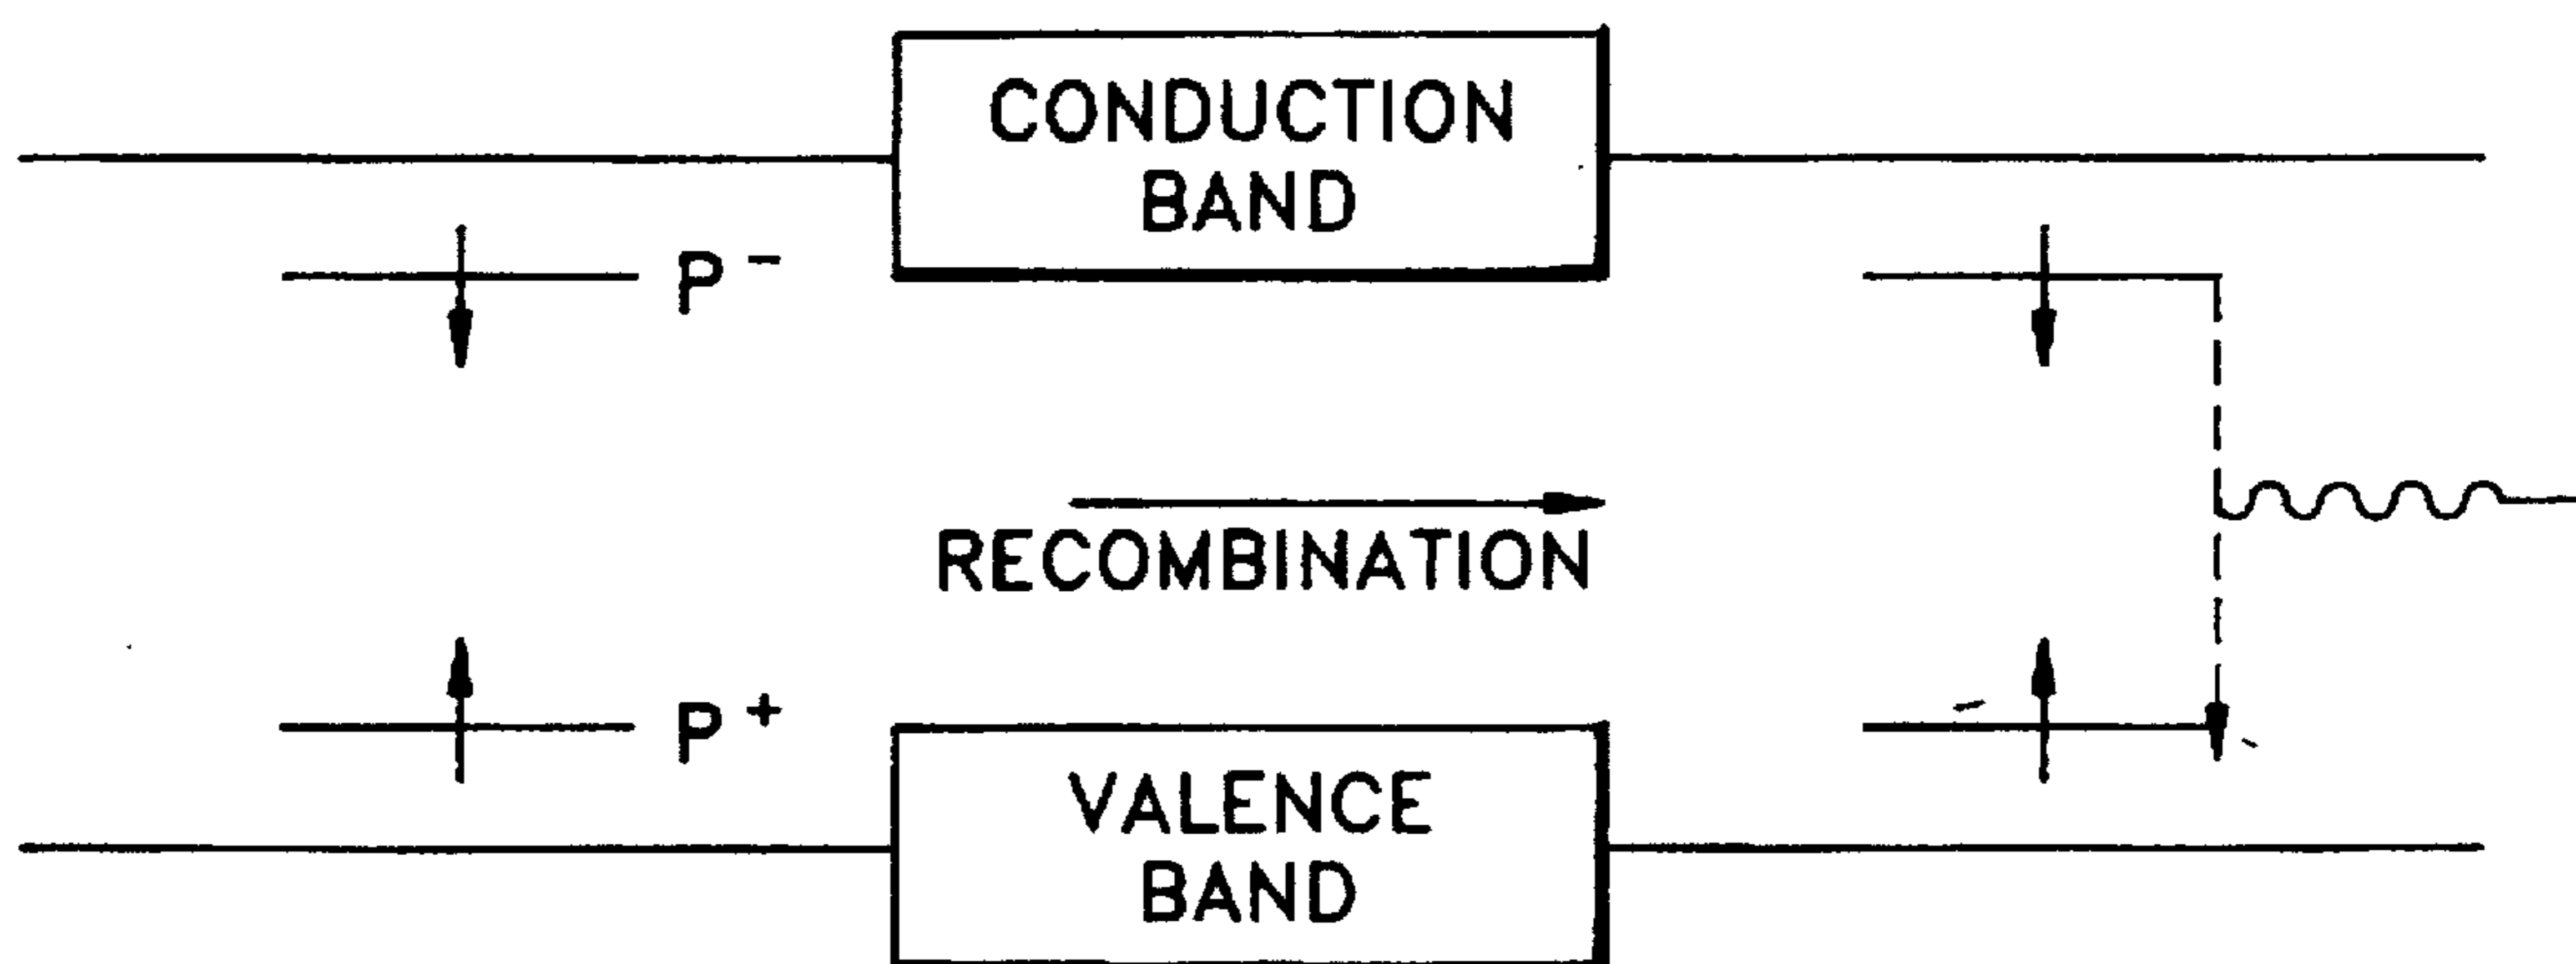 CONDUCTION
BAND
P⁻
RECOMBINATION
P⁺
VALENCE
BAND